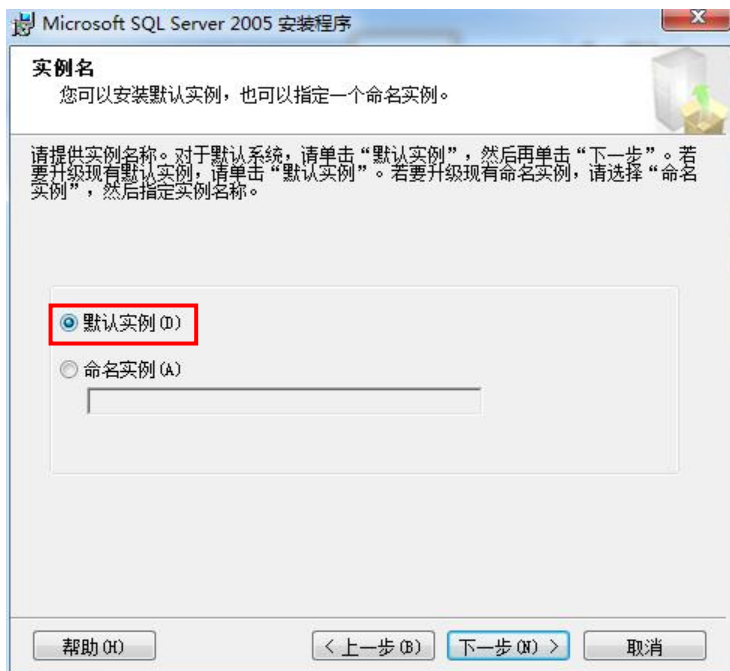 Microsoft SQL Server 2005 安装程序
实例名
您可以安装默认实例，也可以指定一个命名实例。
请提供实例名称。对于默认系统，请单击“默认实例”，然后再单击“下一步”。若
要升级现有默认实例，请单击“默认实例”。若要升级现有命名实例，请选择“命名
实例”，然后指定实例名称。
默认实例(D)
命名实例(A)
帮助(H)
< 上一步(B)
下一步(N) >
取消